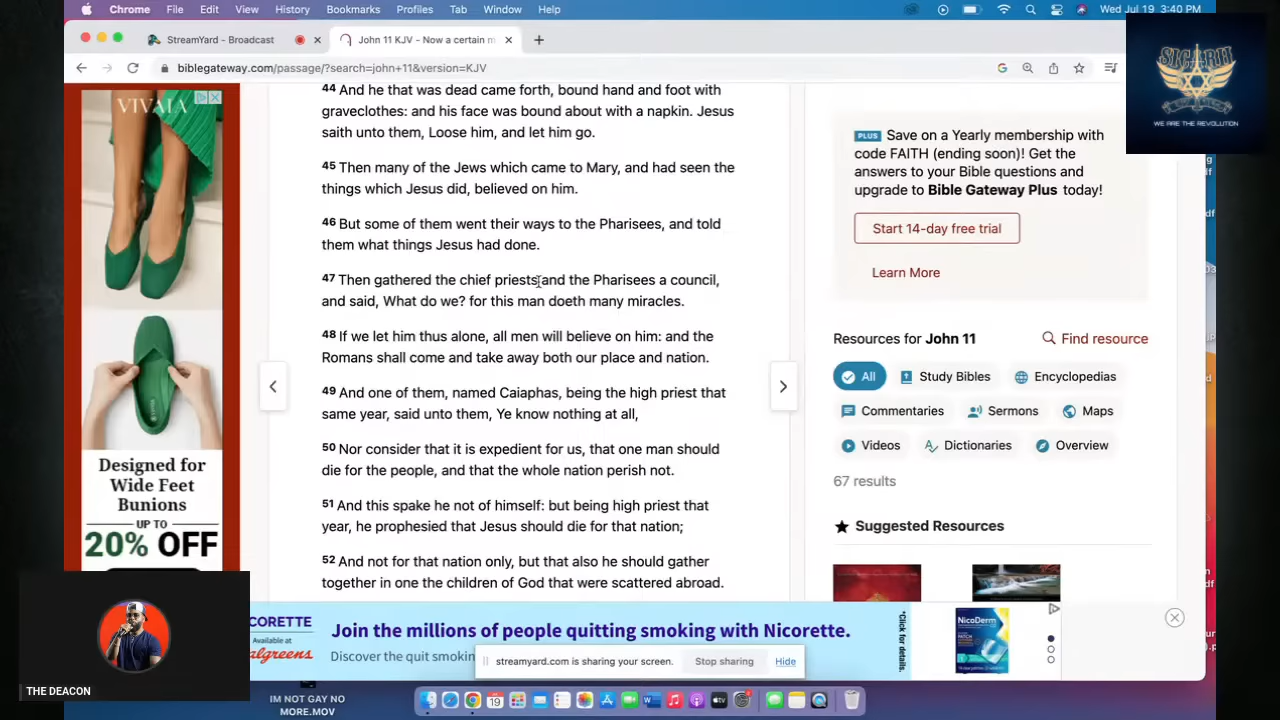 Chrome File Edit View History Bookmarks Profiles Tab Window Help Wed Jul 19 3:40 PM
StreamYard - Broadcast
John 11 KJV - Now a certain m
biblegateway.com/passage/?search=john+11&version=KJV
SICARII
WE ARE THE REVOLUTION
VIVAIA
Designed for
Wide Feet
Bunions
UP TO
20% OFF
44 And he that was dead came forth, bound hand and foot with
graveclothes: and his face was bound about with a napkin. Jesus
saith unto them, Loose him, and let him go.
45 Then many of the Jews which came to Mary, and had seen the
things which Jesus did, believed on him.
46 But some of them went their ways to the Pharisees, and told
them what things Jesus had done.
47 Then gathered the chief priests and the Pharisees a council,
and said, What do we? for this man doeth many miracles.
48 If we let him thus alone, all men will believe on him: and the
Romans shall come and take away both our place and nation.
49 And one of them, named Caiaphas, being the high priest that
same year, said unto them, Ye know nothing at all,
50 Nor consider that it is expedient for us, that one man should
die for the people, and that the whole nation perish not.
51 And this spake he not of himself: but being high priest that
year, he prophesied that Jesus should die for that nation;
52 And not for that nation only, but that also he should gather
together in one the children of God that were scattered abroad.
PLUS Save on a Yearly membership with
code FAITH (ending soon)! Get the
answers to your Bible questions and
upgrade to Bible Gateway Plus today!
Start 14-day free trial
Learn More
Resources for John 11 Find resource
All Study Bibles Encyclopedias
Commentaries Sermons Maps
Videos Dictionaries Overview
67 results
Suggested Resources
CORETTE
Available at
algreens
Join the millions of people quitting smoking with Nicorette.
Discover the quit smokin
*Click for details.
NicoDerm
streamyard.com is sharing your screen. Stop sharing Hide
THE DEACON
IM NOT GAY NO
MORE.MOV
19